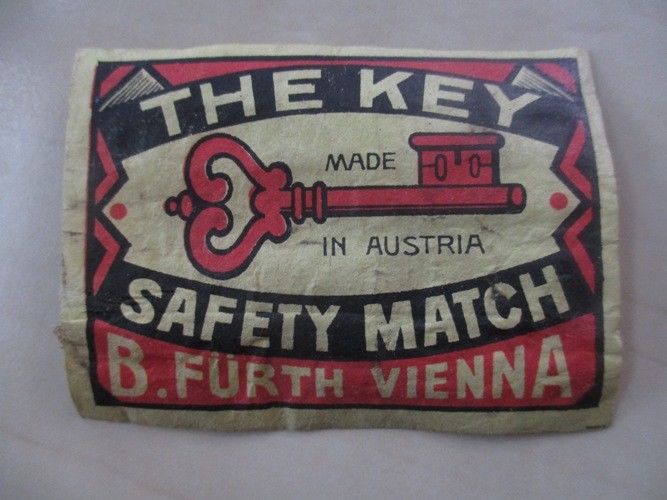 THE KEY
MADE
IN AUSTRIA
SAFETY MATCH
B. FÜRTH VIENNA